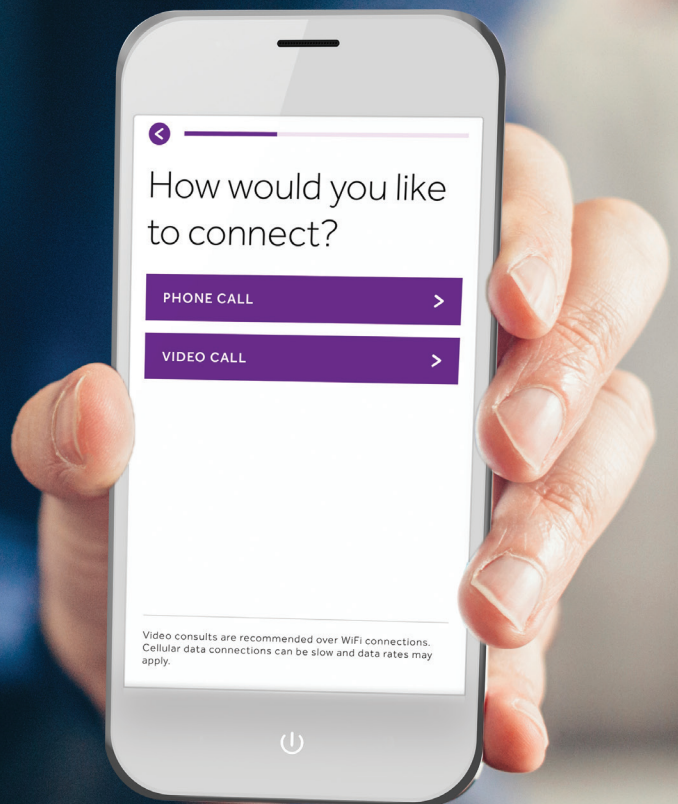 How would you like
to connect?
PHONE CALL
VIDEO CALL
Video consults are recommended over WiFi connections.
Cellular data connections can be slow and data rates may
apply.